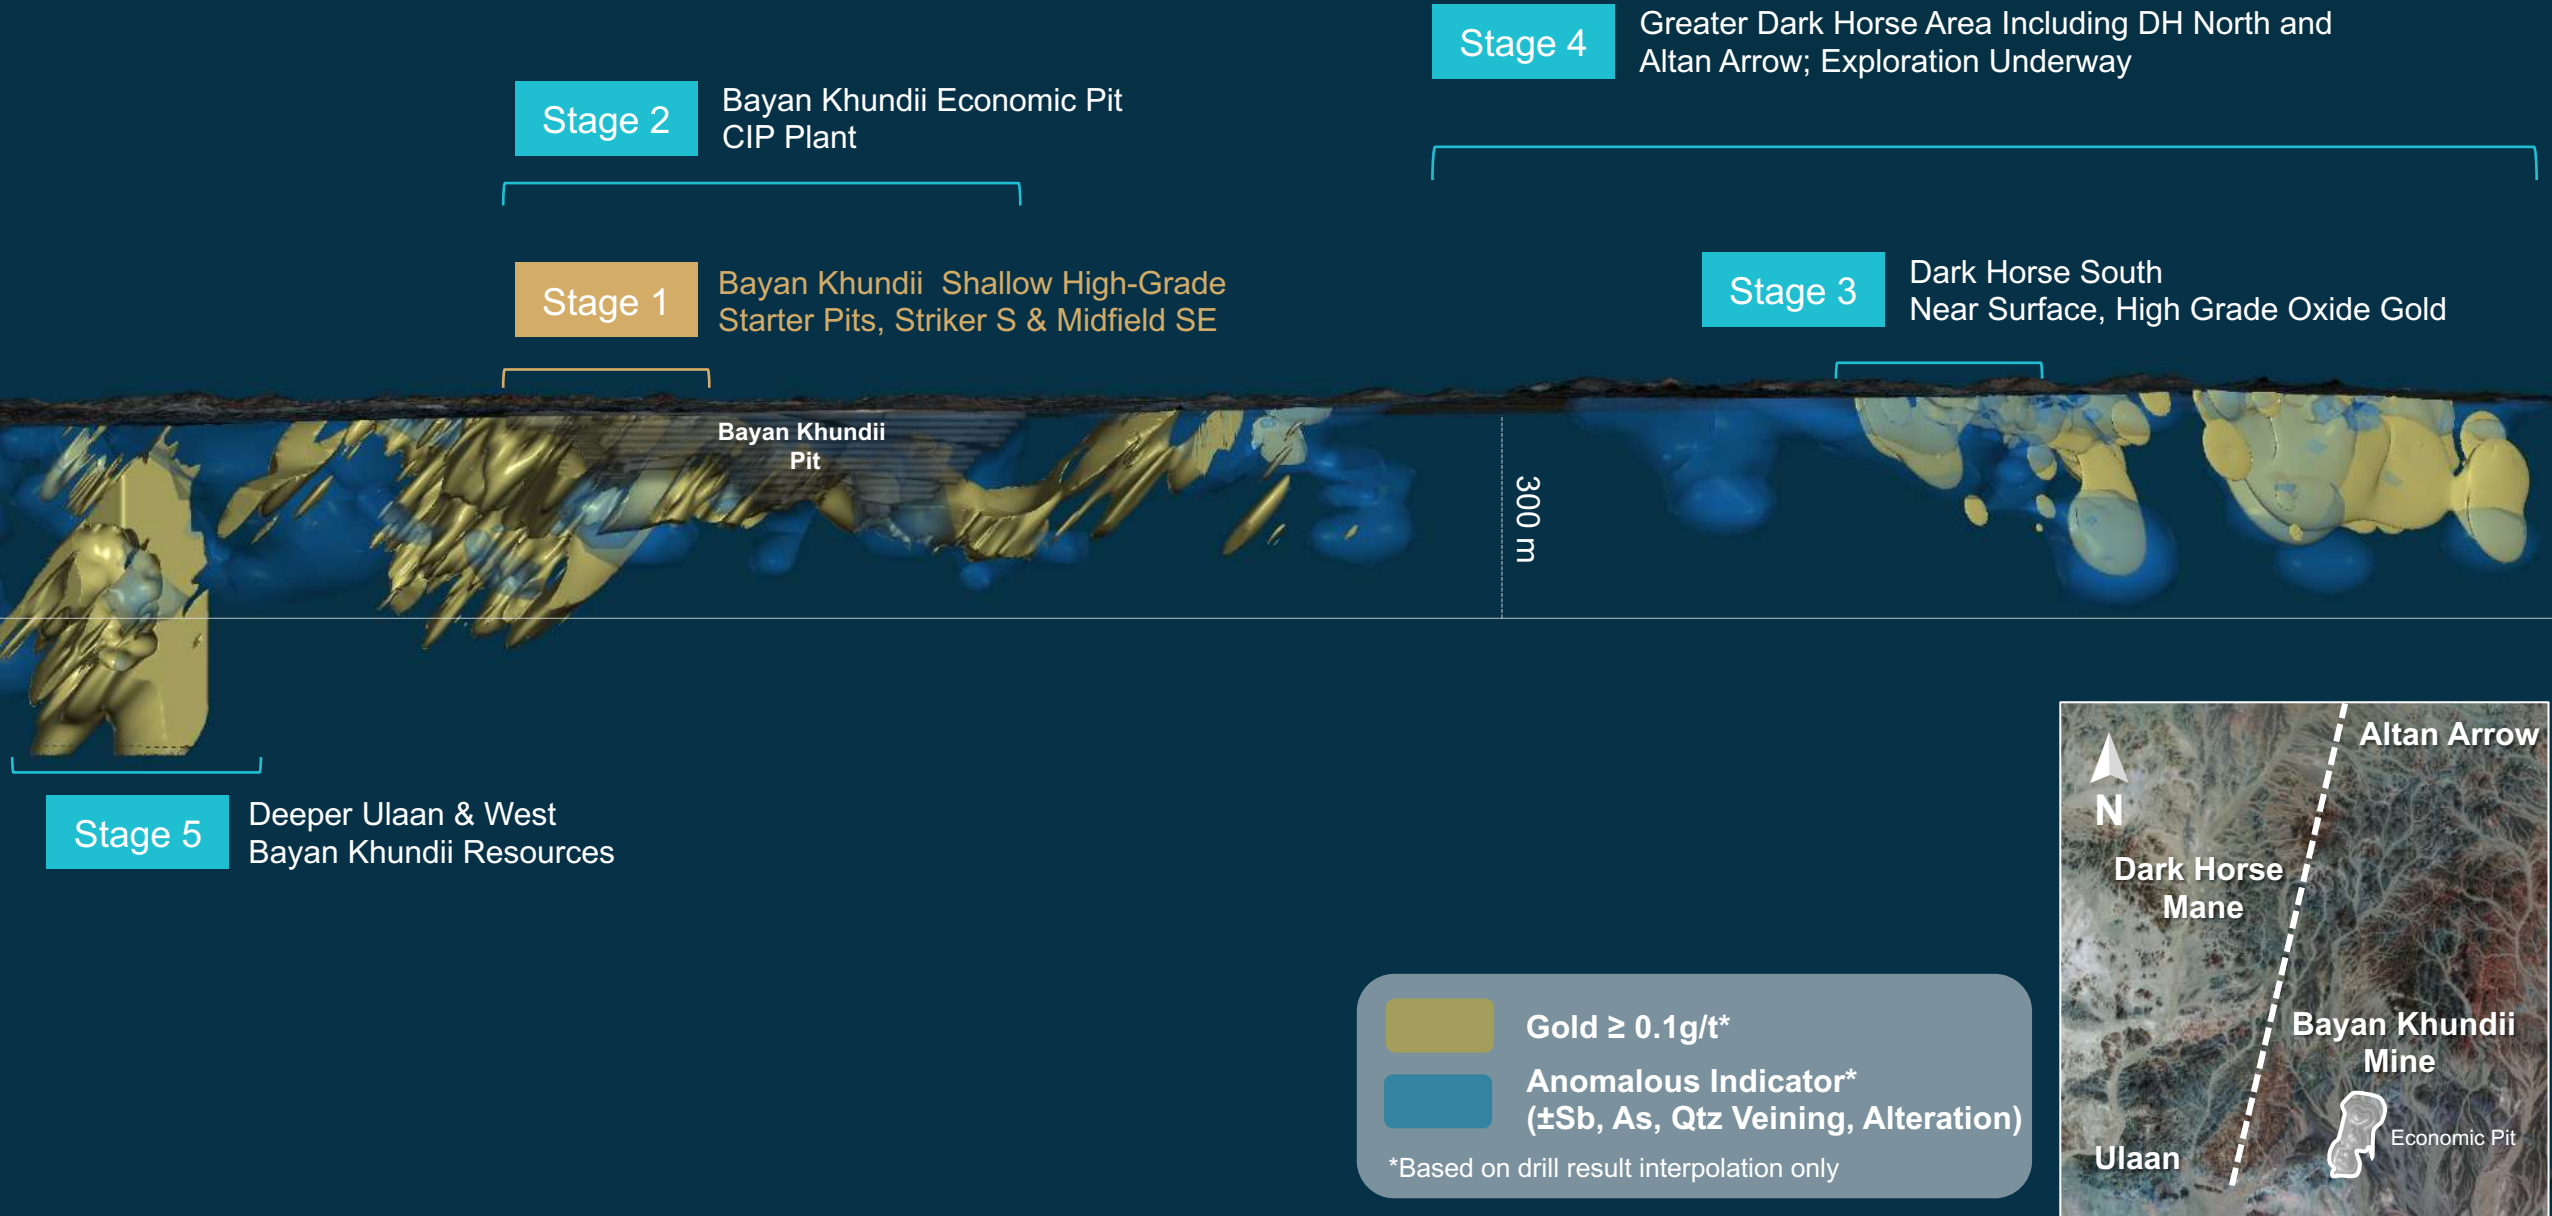 Stage 4
Greater Dark Horse Area Including DH North and
Altan Arrow; Exploration Underway
Stage 2
Bayan Khundii Economic Pit
CIP Plant
Stage 1
Bayan Khundii  Shallow High-Grade
Starter Pits, Striker S & Midfield SE
Stage 3
Dark Horse South
Near Surface, High Grade Oxide Gold
Bayan Khundii
Pit
300 m
Stage 5
Deeper Ulaan & West
Bayan Khundii Resources
Gold ≥ 0.1g/t*
Anomalous Indicator*
(±Sb, As, Qtz Veining, Alteration)
*Based on drill result interpolation only
Altan Arrow
N
Dark Horse
Mane
Bayan Khundii
Mine
Economic Pit
Ulaan